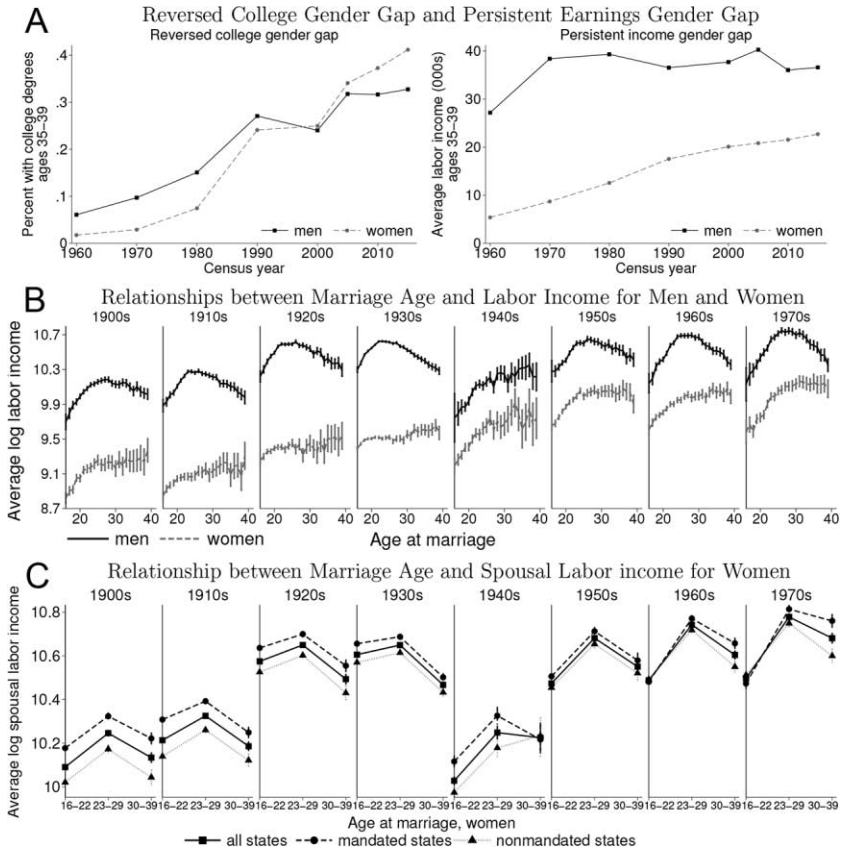 A
Reversed College Gender Gap and Persistent Earnings Gender Gap
Reversed college gender gap
Percent with college degrees
ages 35–39
.4
.3
.2
.1
0
1960 1970 1980 1990 2000 2010
Census year
men women
Persistent income gender gap
Average labor income (000s)
ages 35–39
40
30
20
10
0
1960 1970 1980 1990 2000 2010
Census year
men women
B
Relationships between Marriage Age and Labor Income for Men and Women
1900s 1910s 1920s 1930s 1940s 1950s 1960s 1970s
Average log labor income
10.7
10.3
9.9
9.5
9.1
8.7
20 30 40 20 30 40 20 30 40 20 30 40 20 30 40 20 30 40 20 30 40 20 30 40
men women
Age at marriage
C
Relationship between Marriage Age and Spousal Labor income for Women
1900s 1910s 1920s 1930s 1940s 1950s 1960s 1970s
Average log spousal labor income
10.8
10.6
10.4
10.2
10
16–22 23–29 30–39 16–22 23–29 30–39 16–22 23–29 30–39 16–22 23–29 30–39 16–22 23–29 30–39 16–22 23–29 30–39 16–22 23–29 30–39 16–22 23–29 30–39
Age at marriage, women
all states mandated states nonmandated states